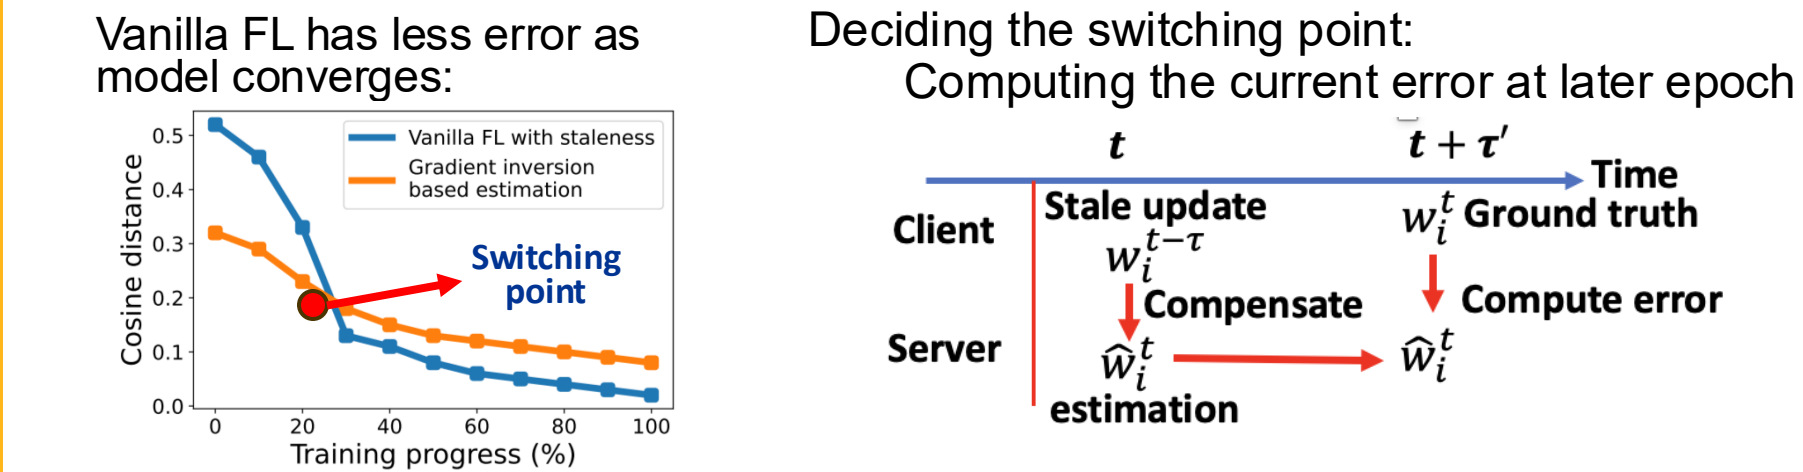 Vanilla FL has less error as
model converges:
Cosine distance
0.5
0.4
0.3
0.2
0.1
0.0
Vanilla FL with staleness
Gradient inversion
based estimation
Switching
point
0 20 40 60 80 100
Training progress (%)
Deciding the switching point:
Computing the current error at later epoch
t t + τ′
Time
Client
Stale update
w_i^{t−τ}
w_i^t Ground truth
Compensate
Compute error
Server
ŵ_i^t ŵ_i^t
estimation